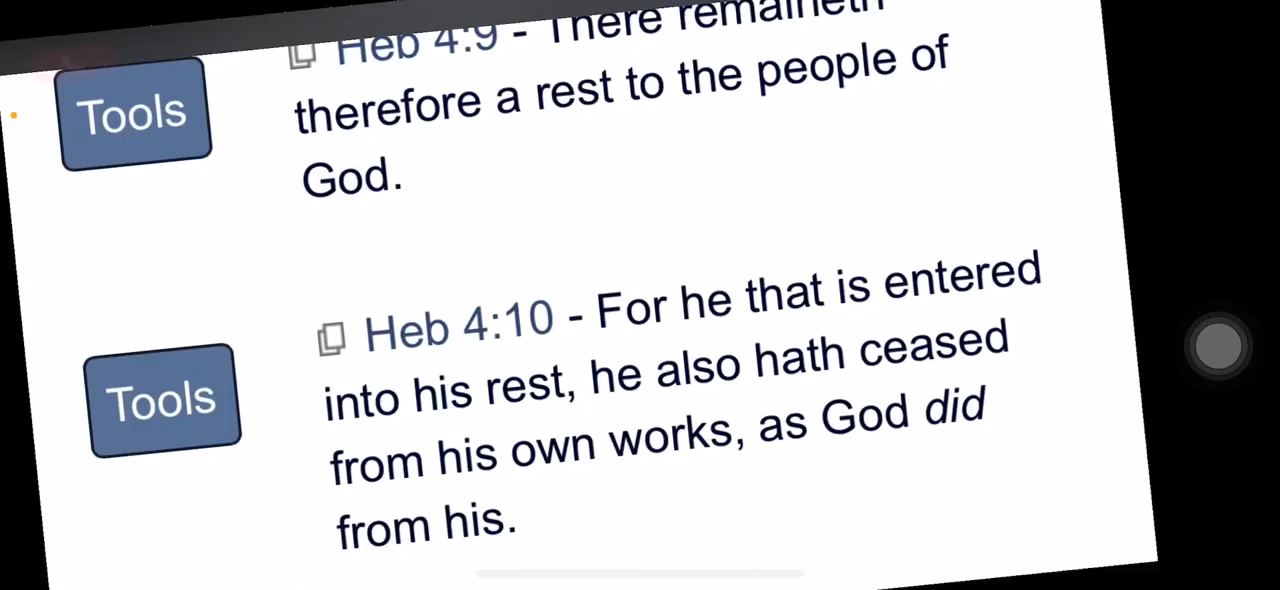 Heb 4:9 - There remaineth
Tools
therefore a rest to the people of
God.
Heb 4:10 - For he that is entered
Tools
into his rest, he also hath ceased
from his own works, as God did
from his.